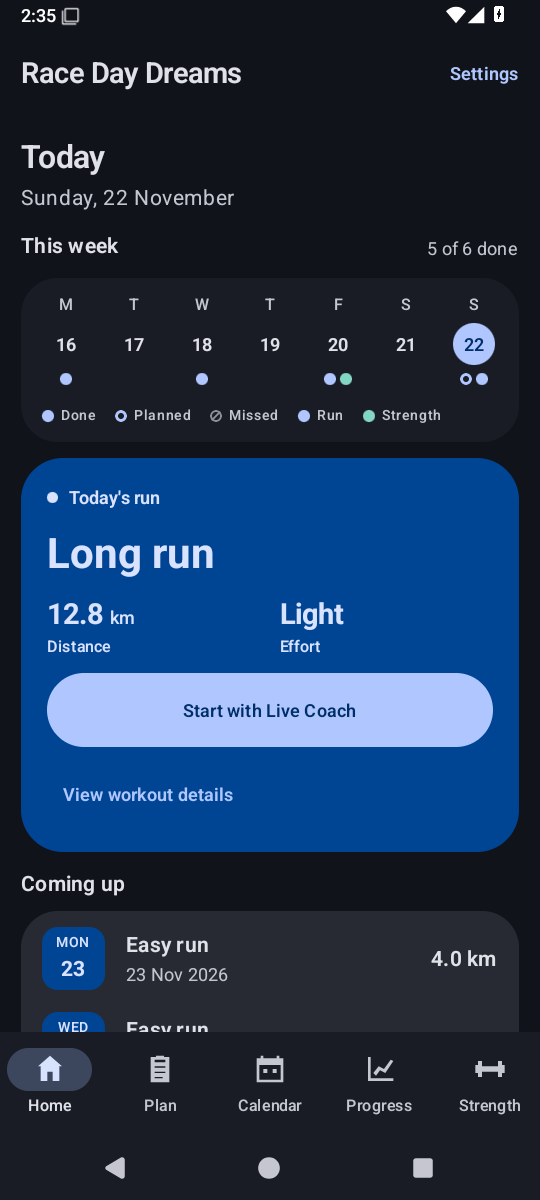 2:35
Race Day Dreams
Settings
Today
Sunday, 22 November
This week
5 of 6 done
M T W T F S S
16 17 18 19 20 21 22
Done Planned Missed Run Strength
Today's run
Long run
12.8 km Light
Distance Effort
Start with Live Coach
View workout details
Coming up
MON
23
Easy run
23 Nov 2026
4.0 km
WED
Easy run
Home Plan Calendar Progress Strength